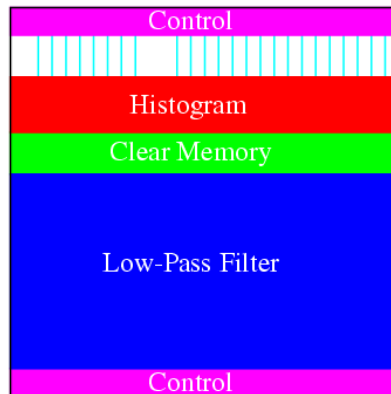 Control
Histogram
Clear Memory
Low-Pass Filter
Control